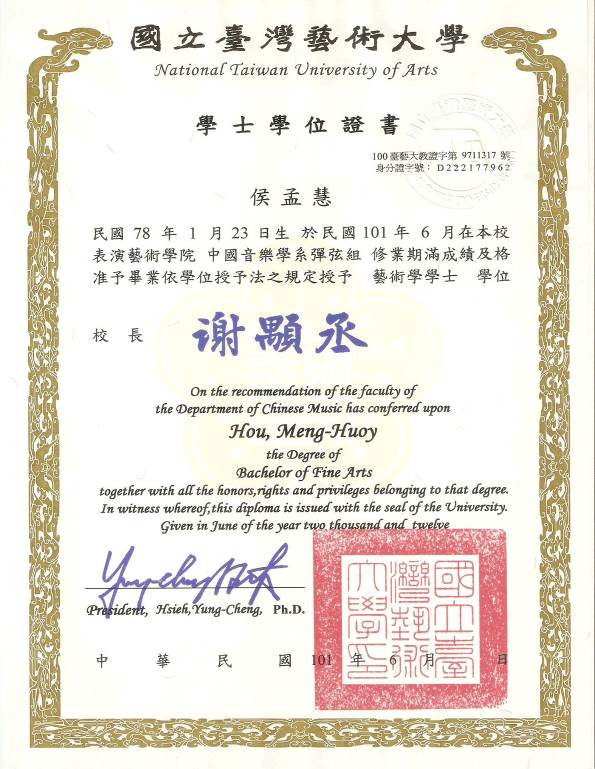 國立臺灣藝術大學
National Taiwan University of Arts
學士學位證書
100 臺藝大教證字第 9711317 號
身分證字號： D222177962
侯孟慧
民國 78 年 1 月 23 日生 於民國 101 年 6 月在本校
表演藝術學院 中國音樂學系彈弦組 修業期滿成績及格
准予畢業依學位授予法之規定授予 藝術學學士 學位
校長 谢顯丞
On the recommendation of the faculty of
the Department of Chinese Music has conferred upon
Hou, Meng-Huoy
the Degree of
Bachelor of Fine Arts
together with all the honors,rights and privileges belonging to that degree.
In witness whereof,this diploma is issued with the seal of the University.
Given in June of the year two thousand and twelve
President, Hsieh,Yung-Cheng, Ph.D.
國立臺灣藝術大學印
中華民國 101 年 6 月 日